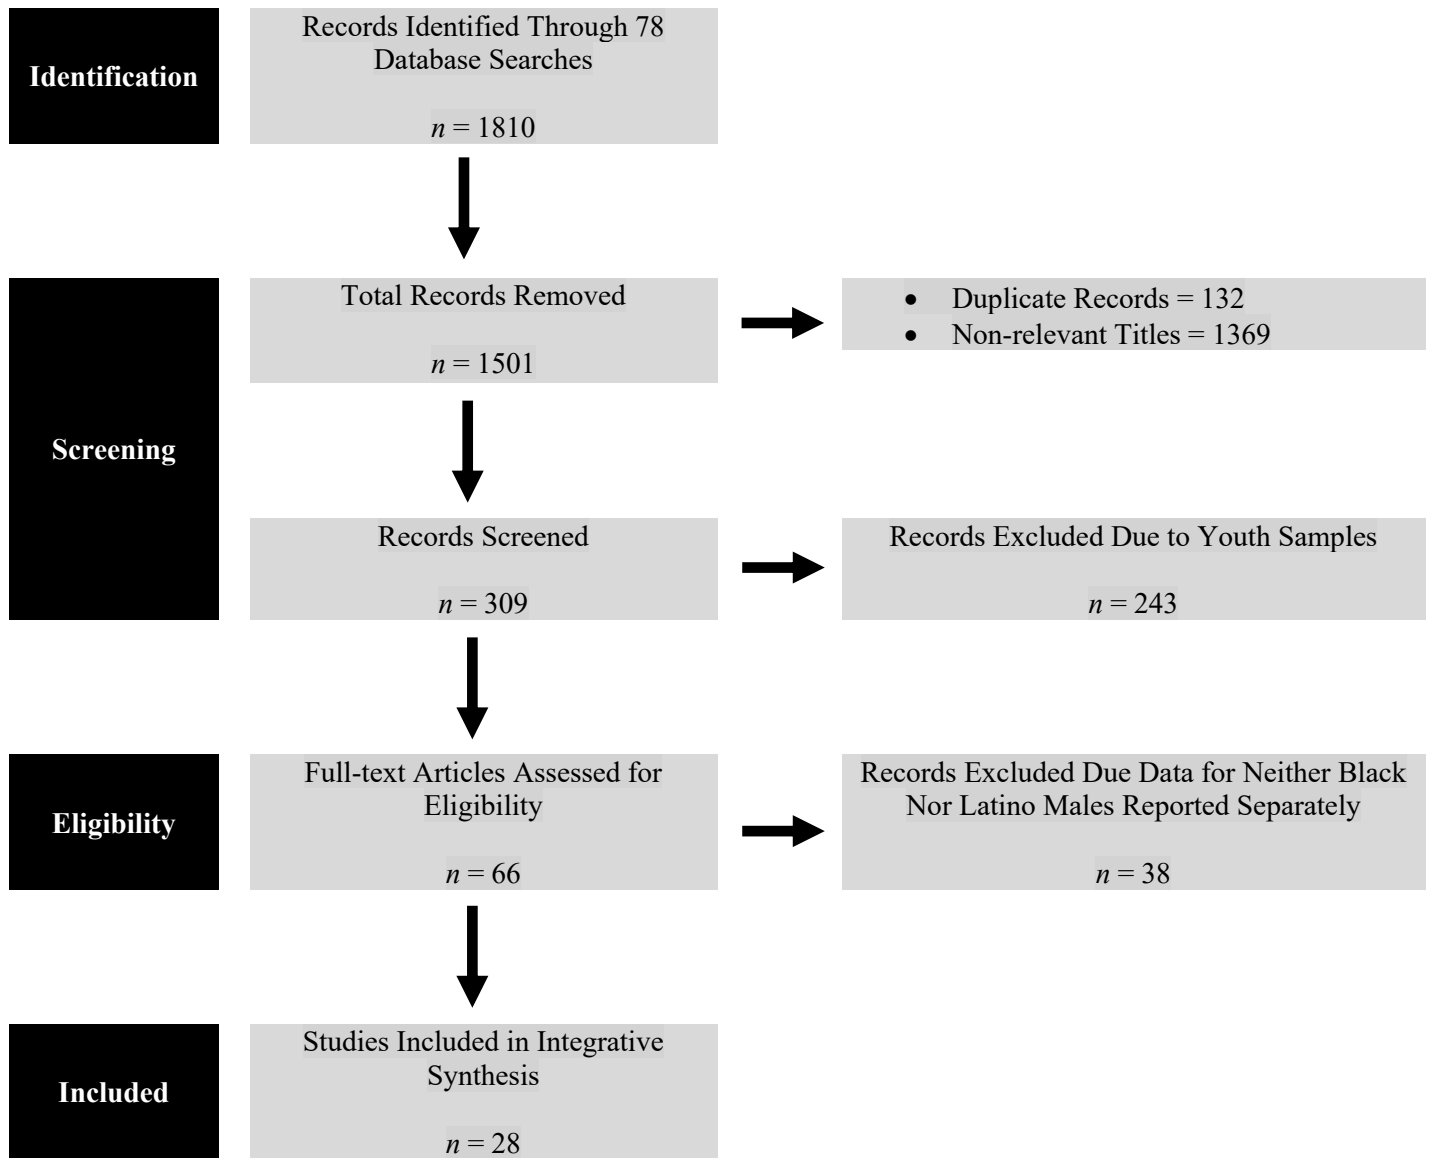 Identification
Records Identified Through 78
Database Searches
n = 1810
Screening
Total Records Removed
n = 1501
• Duplicate Records = 132
• Non-relevant Titles = 1369
Records Screened
n = 309
Records Excluded Due to Youth Samples
n = 243
Eligibility
Full-text Articles Assessed for
Eligibility
n = 66
Records Excluded Due Data for Neither Black
Nor Latino Males Reported Separately
n = 38
Included
Studies Included in Integrative
Synthesis
n = 28